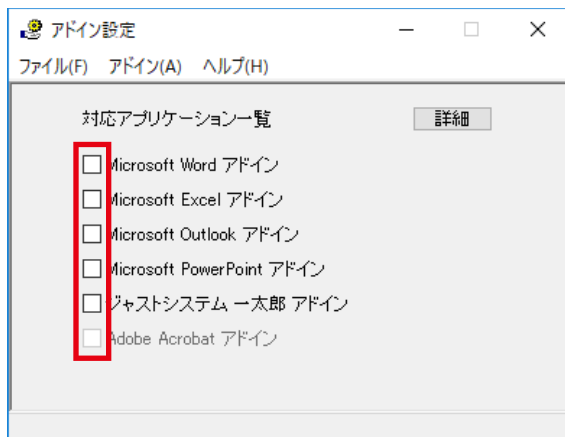 アドイン設定
ファイル(F) アドイン(A) ヘルプ(H)
対応アプリケーション一覧 詳細
Microsoft Word アドイン
Microsoft Excel アドイン
Microsoft Outlook アドイン
Microsoft PowerPoint アドイン
ジャストシステム 一太郎 アドイン
Adobe Acrobat アドイン